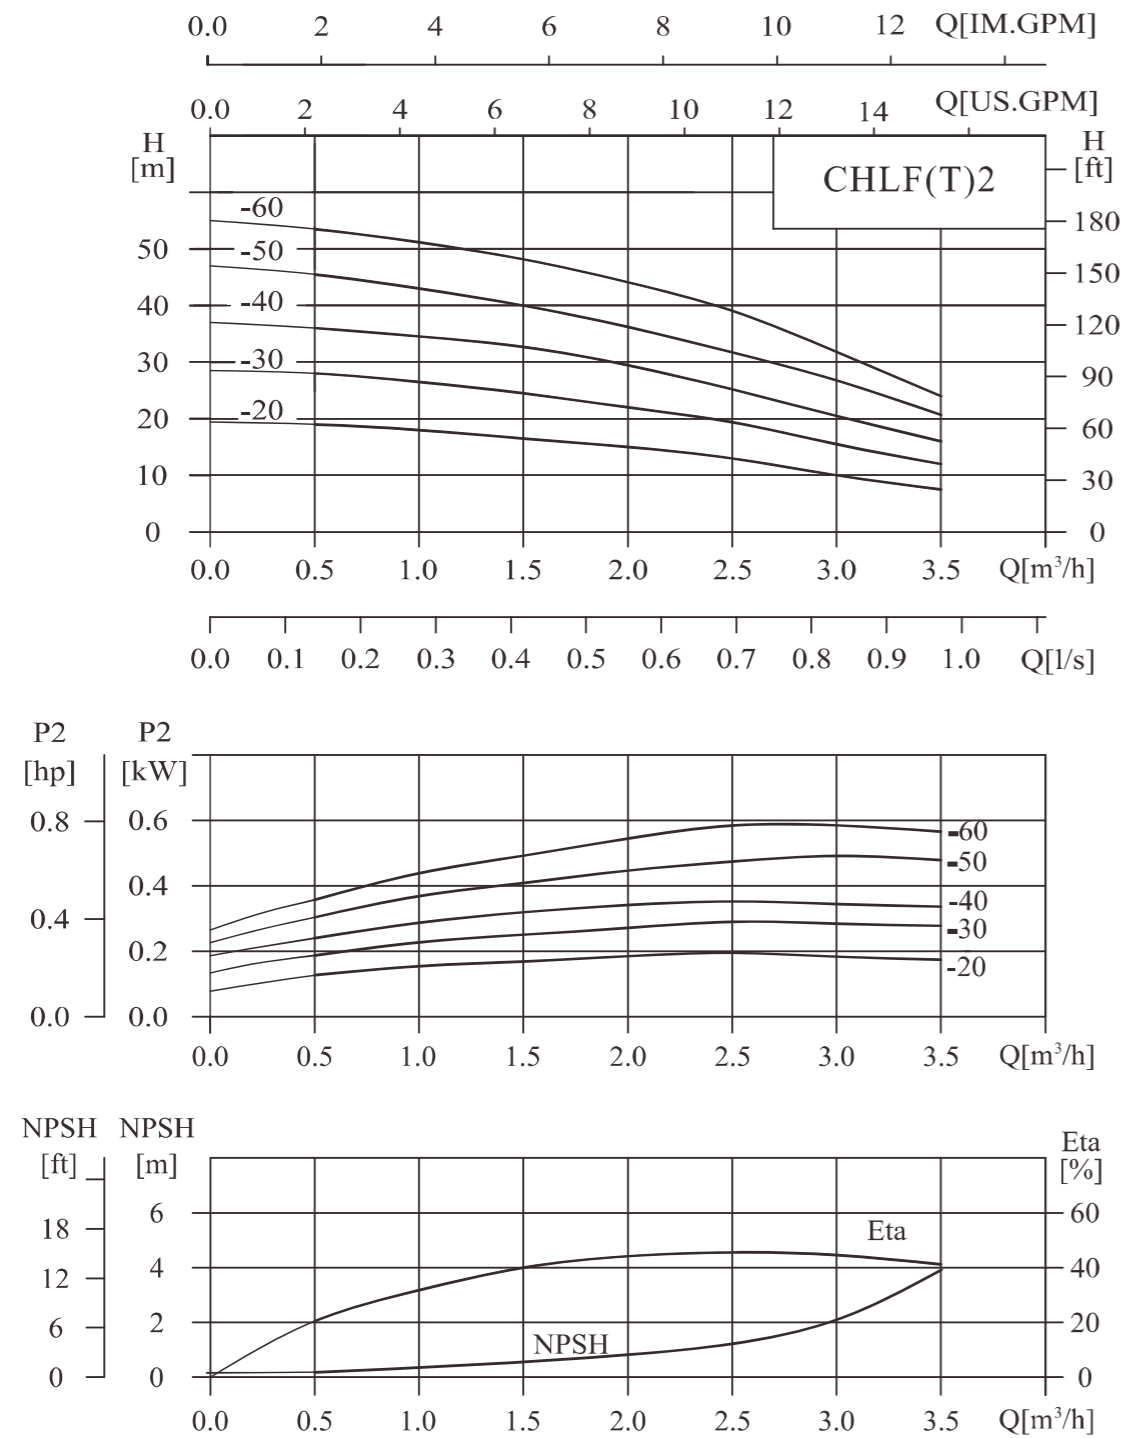 0.0 2 4 6 8 10 12 Q[IM.GPM]
0.0 2 4 6 8 10 12 14 Q[US.GPM]
H
[m]
H
[ft]
CHLF(T)2
-60
180
50
-50
150
40
-40
120
30
-30
90
20
-20
60
10
30
0
0
0.0 0.5 1.0 1.5 2.0 2.5 3.0 3.5 Q[m³/h]
0.0 0.1 0.2 0.3 0.4 0.5 0.6 0.7 0.8 0.9 1.0 Q[l/s]
P2
[hp]
P2
[kW]
0.8
0.6
-60
-50
0.4
-40
0.4
-30
0.2
-20
0.0
0.0
0.0 0.5 1.0 1.5 2.0 2.5 3.0 3.5 Q[m³/h]
NPSH
[ft]
NPSH
[m]
Eta
[%]
6
60
18
Eta
4
40
12
6
2
20
NPSH
0
0
0
0.0 0.5 1.0 1.5 2.0 2.5 3.0 3.5 Q[m³/h]